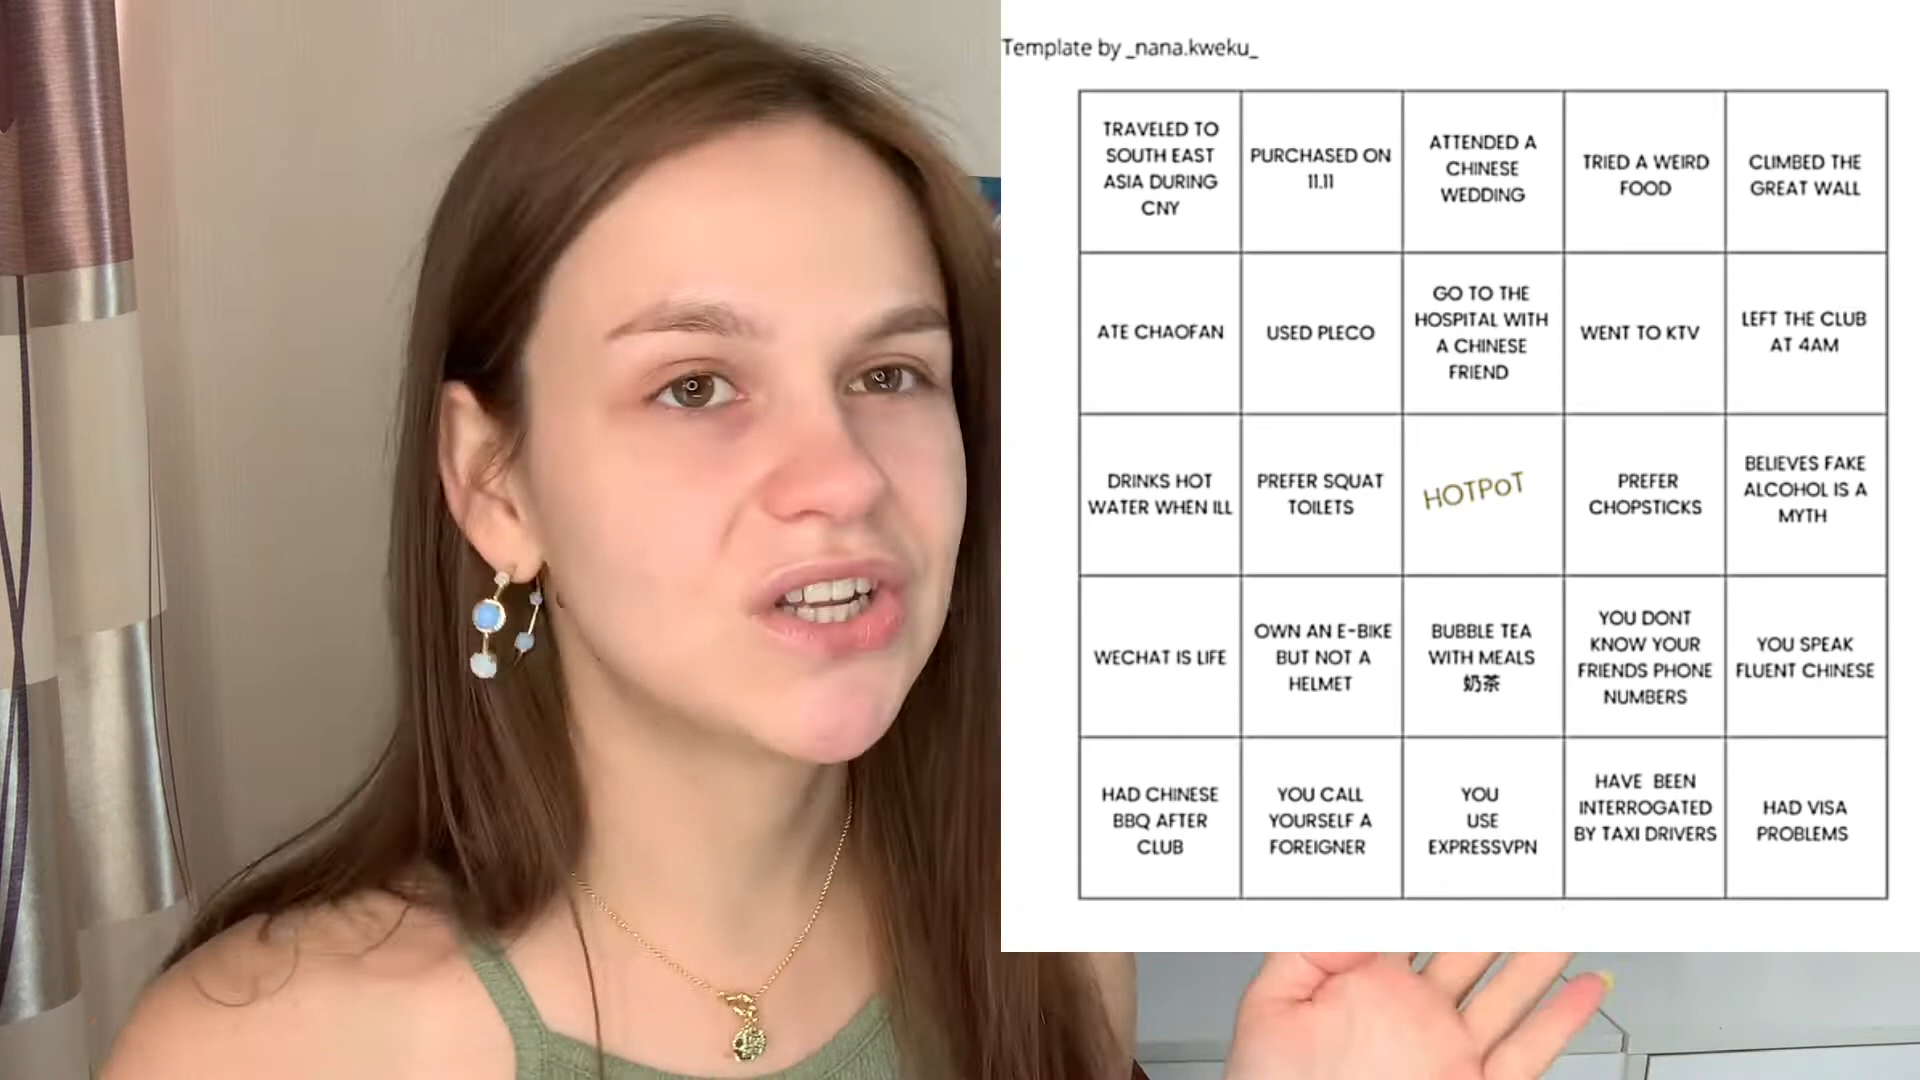 Template by _nana.kweku_
TRAVELED TO
SOUTH EAST
ASIA DURING
CNY
PURCHASED ON
11.11
ATTENDED A
CHINESE
WEDDING
TRIED A WEIRD
FOOD
CLIMBED THE
GREAT WALL
ATE CHAOFAN
USED PLECO
GO TO THE
HOSPITAL WITH
A CHINESE
FRIEND
WENT TO KTV
LEFT THE CLUB
AT 4AM
DRINKS HOT
WATER WHEN ILL
PREFER SQUAT
TOILETS
HOTPoT
PREFER
CHOPSTICKS
BELIEVES FAKE
ALCOHOL IS A
MYTH
WECHAT IS LIFE
OWN AN E-BIKE
BUT NOT A
HELMET
BUBBLE TEA
WITH MEALS
奶茶
YOU DONT
KNOW YOUR
FRIENDS PHONE
NUMBERS
YOU SPEAK
FLUENT CHINESE
HAD CHINESE
BBQ AFTER
CLUB
YOU CALL
YOURSELF A
FOREIGNER
YOU
USE
EXPRESSVPN
HAVE BEEN
INTERROGATED
BY TAXI DRIVERS
HAD VISA
PROBLEMS